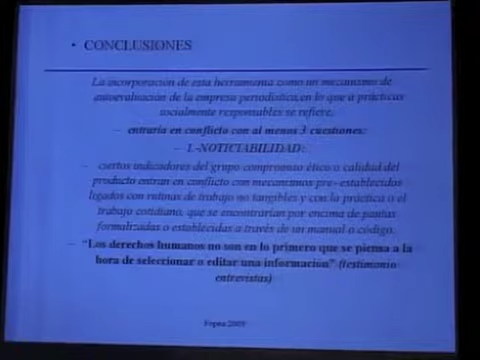 • CONCLUSIONES
La incorporación de esta herramienta como un mecanismo de
autoevaluación de la empresa periodística, en lo que a prácticas
socialmente responsables se refiere,
– entraría en conflicto con al menos 3 cuestiones:
– 1.-NOTICIABILIDAD:
– ciertos indicadores del grupo compromiso ético o calidad del
producto entran en conflicto con mecanismos pre-establecidos
ligados con rutinas de trabajo no tangibles y con la práctica o el
trabajo cotidiano, que se encontrarían por encima de pautas
formalizadas o establecidas a través de un manual o código.
– "Los derechos humanos no son en lo primero que se piensa a la
hora de seleccionar o editar una información" (testimonio
entrevistas)
2009